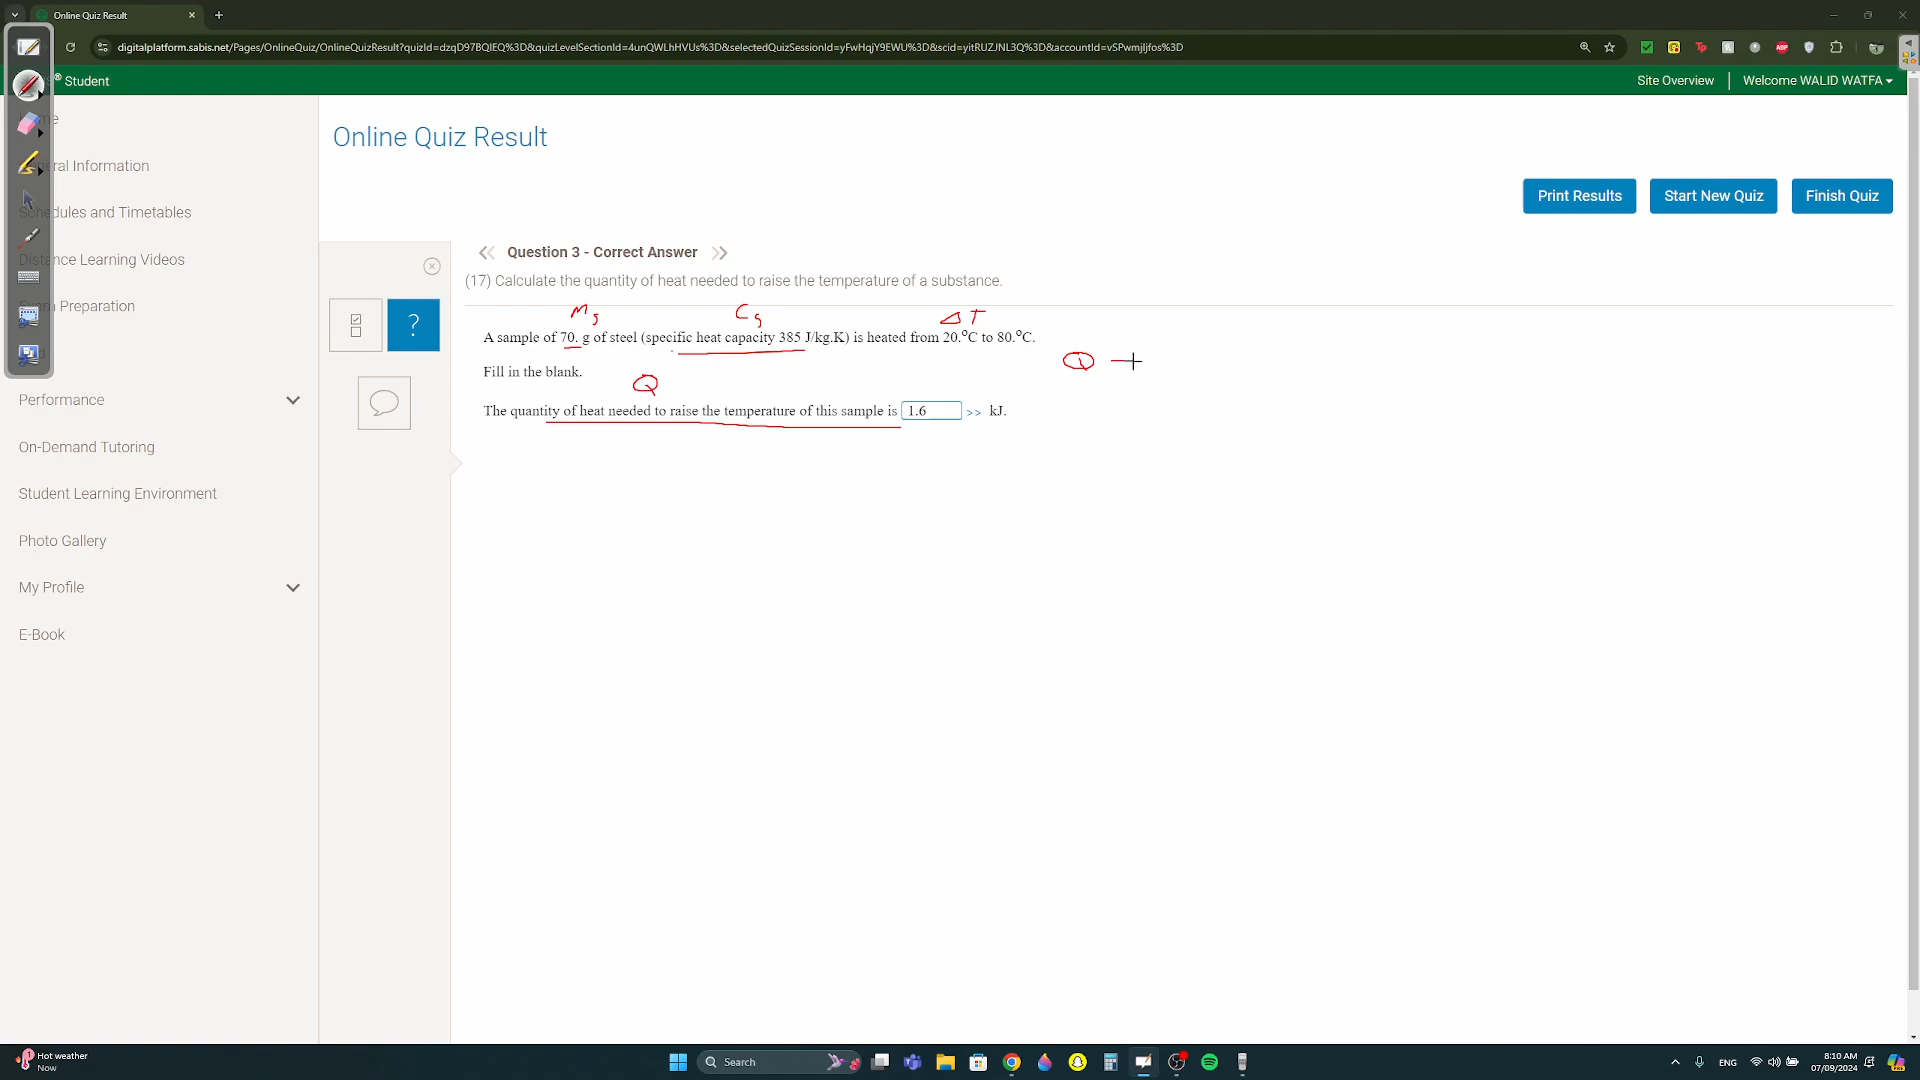 Online Quiz Result
digitalplatform.sabis.net/Pages/OnlineQuiz/OnlineQuizResult?quizId=dzqD97BQIEQ%3D&quizLevelSectionId=4unQWLhHVUs%3D&selectedQuizSessionId=yFwHqjY9EWU%3D&scid=yitRUZJNL3Q%3D&accountId=vSPwmjIjfos%3D
® Student
Site Overview
Welcome WALID WATFA
General Information
Schedules and Timetables
Distance Learning Videos
Exam Preparation
Performance
On-Demand Tutoring
Student Learning Environment
Photo Gallery
My Profile
E-Book
Online Quiz Result
Print Results
Start New Quiz
Finish Quiz
Question 3 - Correct Answer
(17) Calculate the quantity of heat needed to raise the temperature of a substance.
Ms Cs ΔT
A sample of 70. g of steel (specific heat capacity 385 J/kg.K) is heated from 20.°C to 80.°C.
Q
Fill in the blank.
Q
The quantity of heat needed to raise the temperature of this sample is 1.6 >> kJ.
?
Hot weather
Now
Search
ENG
8:10 AM
07/09/2024